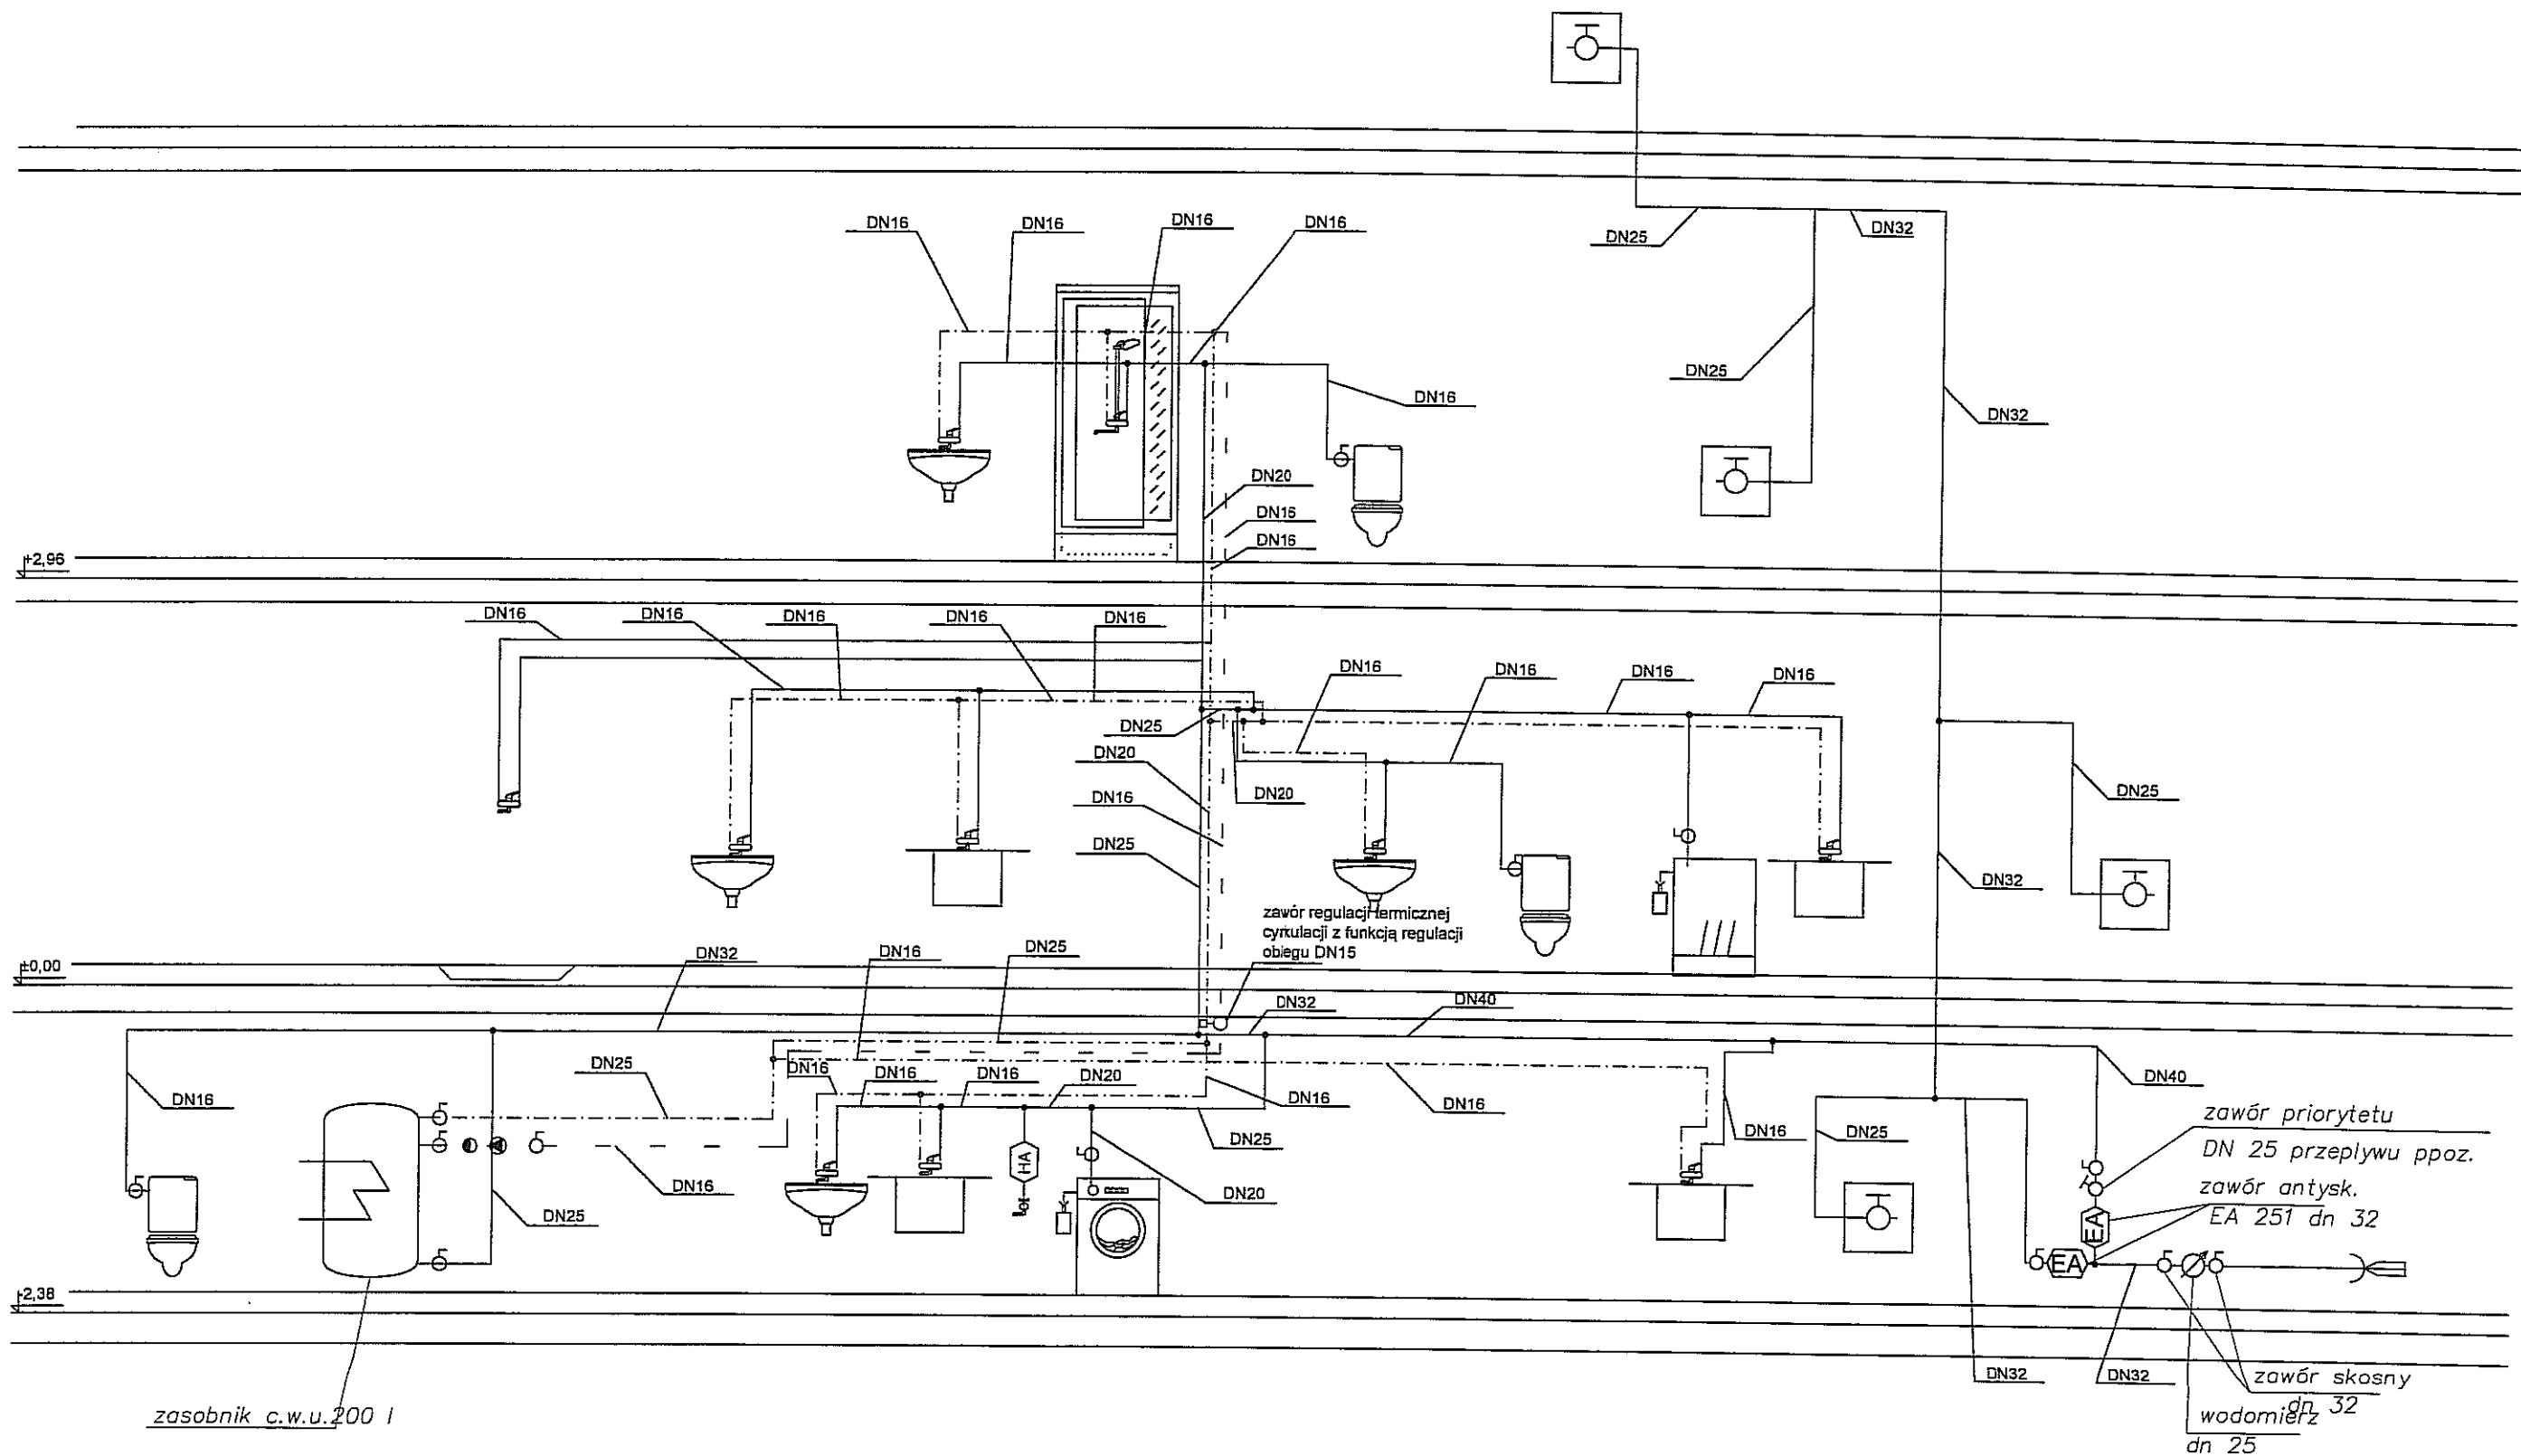 DN16
DN16
DN16
DN16
DN25
DN32
DN25
DN16
DN32
DN20
DN16
DN16
+2,96
DN16
DN16
DN16
DN16
DN16
DN16
DN16
DN16
DN16
DN25
DN20
DN16
DN20
DN25
DN25
DN32
zawór regulacji termicznej
cyrkulacji z funkcją regulacji
obiegu DN15
±0,00
DN32
DN16
DN25
DN32
DN40
DN25
DN16
DN16
DN16
DN20
DN16
DN16
DN40
DN16
DN25
DN16
DN25
zawór priorytetu
DN 25 przeplywu ppoz.
DN16
DN25
HA
DN20
zawór antysk.
EA 251 dn 32
EA
EA
-2,38
DN32
DN32
zawór skosny
dn 32
zasobnik c.w.u.200 l
wodomierz
dn 25